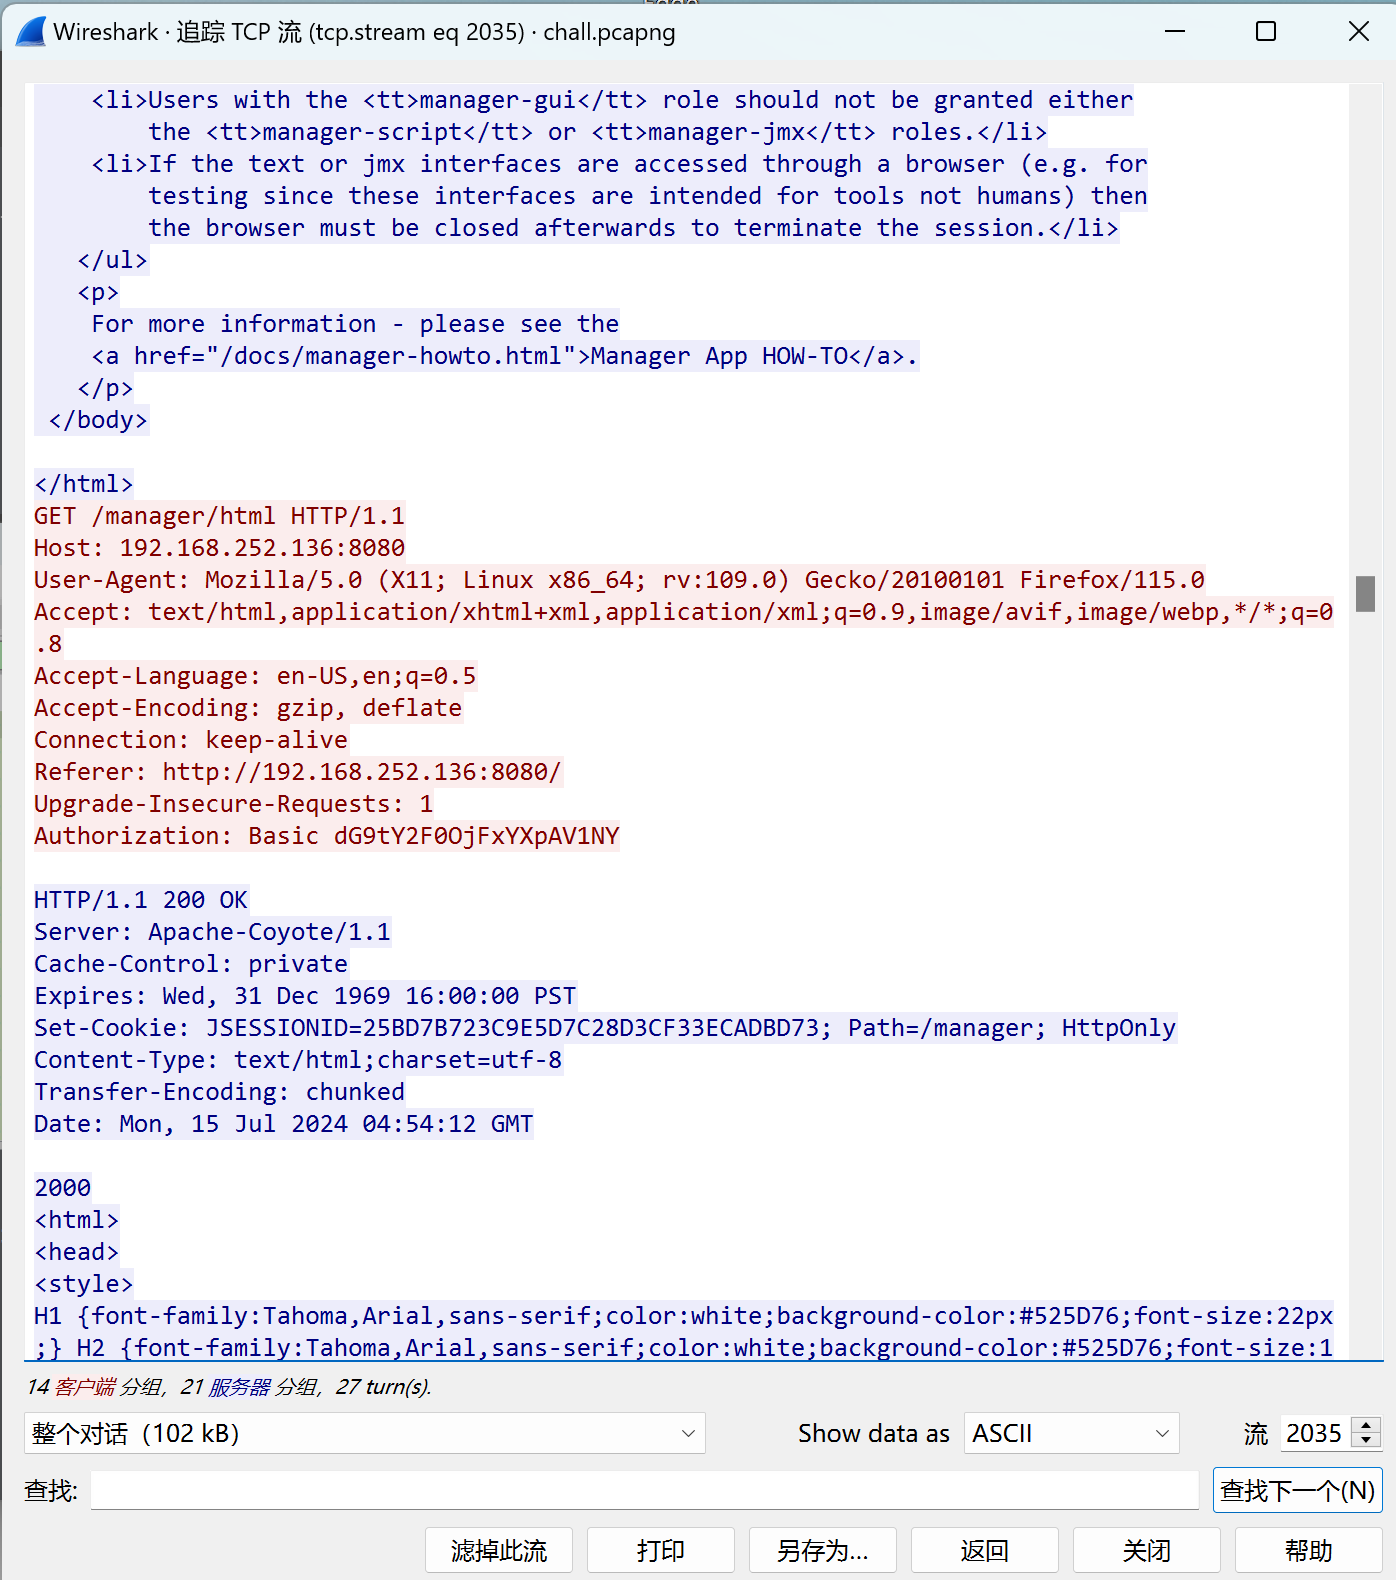 Wireshark · 追踪 TCP 流 (tcp.stream eq 2035) · chall.pcapng
<li>Users with the <tt>manager-gui</tt> role should not be granted either
the <tt>manager-script</tt> or <tt>manager-jmx</tt> roles.</li>
<li>If the text or jmx interfaces are accessed through a browser (e.g. for
testing since these interfaces are intended for tools not humans) then
the browser must be closed afterwards to terminate the session.</li>
</ul>
<p>
For more information - please see the
<a href="/docs/manager-howto.html">Manager App HOW-TO</a>.
</p>
</body>
</html>
GET /manager/html HTTP/1.1
Host: 192.168.252.136:8080
User-Agent: Mozilla/5.0 (X11; Linux x86_64; rv:109.0) Gecko/20100101 Firefox/115.0
Accept: text/html,application/xhtml+xml,application/xml;q=0.9,image/avif,image/webp,*/*;q=0
.8
Accept-Language: en-US,en;q=0.5
Accept-Encoding: gzip, deflate
Connection: keep-alive
Referer: http://192.168.252.136:8080/
Upgrade-Insecure-Requests: 1
Authorization: Basic dG9tY2F0OjFxYXpAV1NY
HTTP/1.1 200 OK
Server: Apache-Coyote/1.1
Cache-Control: private
Expires: Wed, 31 Dec 1969 16:00:00 PST
Set-Cookie: JSESSIONID=25BD7B723C9E5D7C28D3CF33ECADBD73; Path=/manager; HttpOnly
Content-Type: text/html;charset=utf-8
Transfer-Encoding: chunked
Date: Mon, 15 Jul 2024 04:54:12 GMT
2000
<html>
<head>
<style>
H1 {font-family:Tahoma,Arial,sans-serif;color:white;background-color:#525D76;font-size:22px
;} H2 {font-family:Tahoma,Arial,sans-serif;color:white;background-color:#525D76;font-size:1
14 客户端 分组, 21 服务器 分组, 27 turn(s).
整个对话 (102 kB)
Show data as
ASCII
流
2035
查找:
查找下一个(N)
滤掉此流
打印
另存为...
返回
关闭
帮助